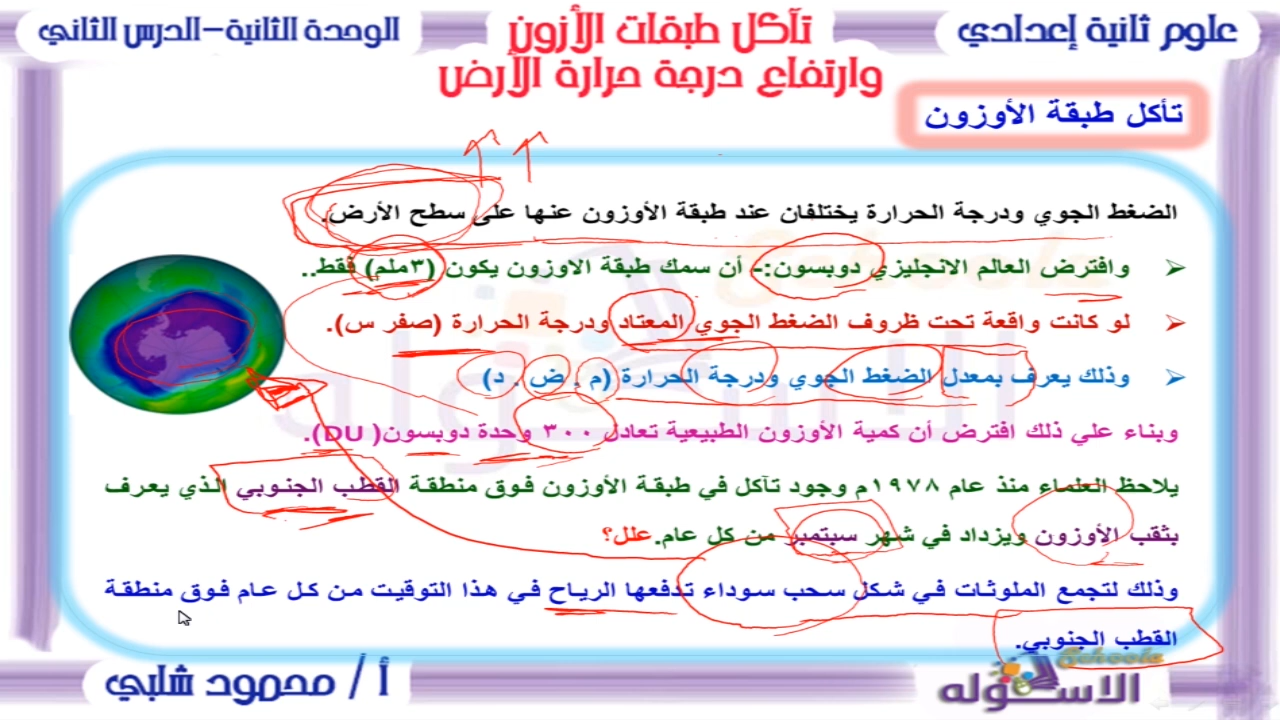 علوم ثانية إعدادي
تآكل طبقات الأزون
وارتفاع درجة حرارة الأرض
الوحدة الثانية-الدرس الثاني
تأكل طبقة الأوزون
الضغط الجوي ودرجة الحرارة يختلفان عند طبقة الأوزون عنها على سطح الأرض.
وافترض العالم الانجليزي دوبسون:- أن سمك طبقة الاوزون يكون (٣ملم) فقط..
لو كانت واقعة تحت ظروف الضغط الجوي المعتاد ودرجة الحرارة (صفر س).
وذلك يعرف بمعدل الضغط الجوي ودرجة الحرارة (م . ض . د)
وبناء علي ذلك افترض أن كمية الأوزون الطبيعية تعادل ٣٠٠ وحدة دوبسون( DU).
يلاحظ العلماء منذ عام ١٩٧٨م وجود تآكل في طبقة الأوزون فوق منطقة القطب الجنوبي الذي يعرف
بثقب الأوزون ويزداد في شهر سبتمبر من كل عام.علل؟
وذلك لتجمع الملوثات في شكل سحب سوداء تدفعها الرياح في هذا التوقيت من كل عام فوق منطقة
القطب الجنوبي.
Schoola
الاسكوله
أ / محمود شلبي